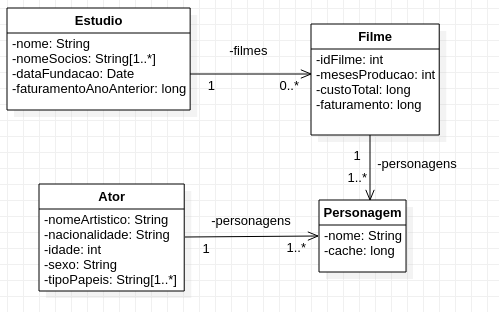 Estudio
-nome: String
-nomeSocios: String[1..*]
-dataFundacao: Date
-faturamentoAnoAnterior: long
-filmes
1
0..*
Filme
-idFilme: int
-mesesProducao: int
-custoTotal: long
-faturamento: long
1
-personagens
1..*
Ator
-nomeArtistico: String
-nacionalidade: String
-idade: int
-sexo: String
-tipoPapeis: String[1..*]
-personagens
1
1..*
Personagem
-nome: String
-cache: long